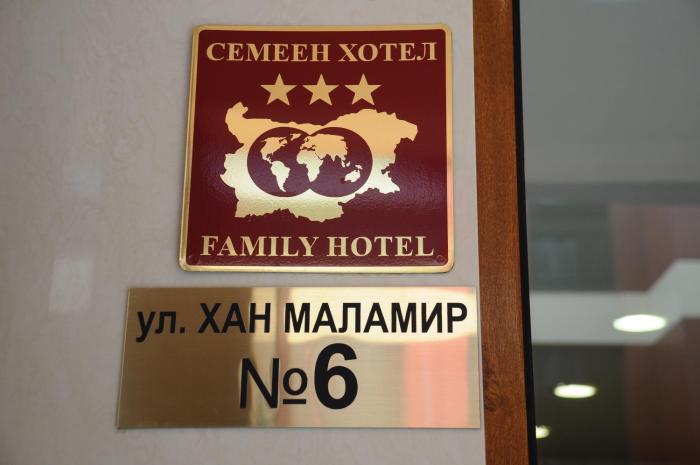 СЕМЕЕН ХОТЕЛ
FAMILY HOTEL
ул. ХАН МАЛАМИР
№6